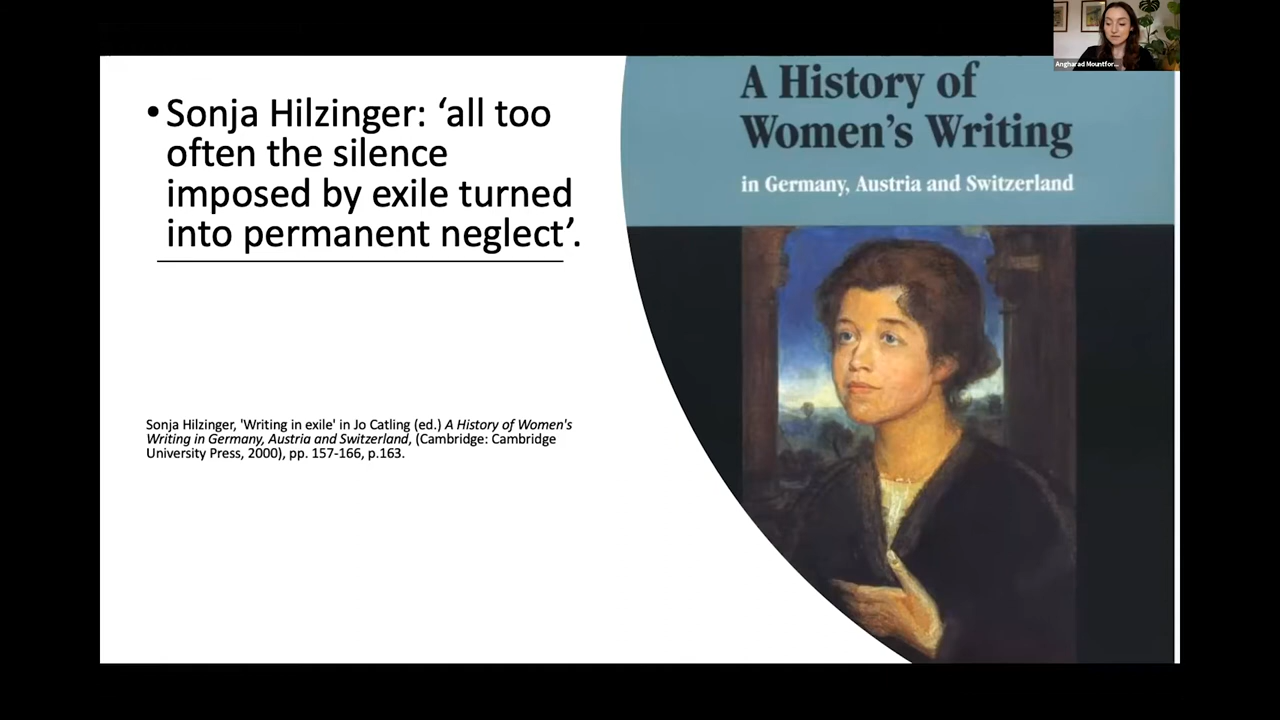 • Sonja Hilzinger: ‘all too
often the silence
imposed by exile turned
into permanent neglect’.
Sonja Hilzinger, 'Writing in exile' in Jo Catling (ed.) A History of Women's
Writing in Germany, Austria and Switzerland, (Cambridge: Cambridge
University Press, 2000), pp. 157-166, p.163.
A History of
Women’s Writing
in Germany, Austria and Switzerland
Angharad Mountfor...